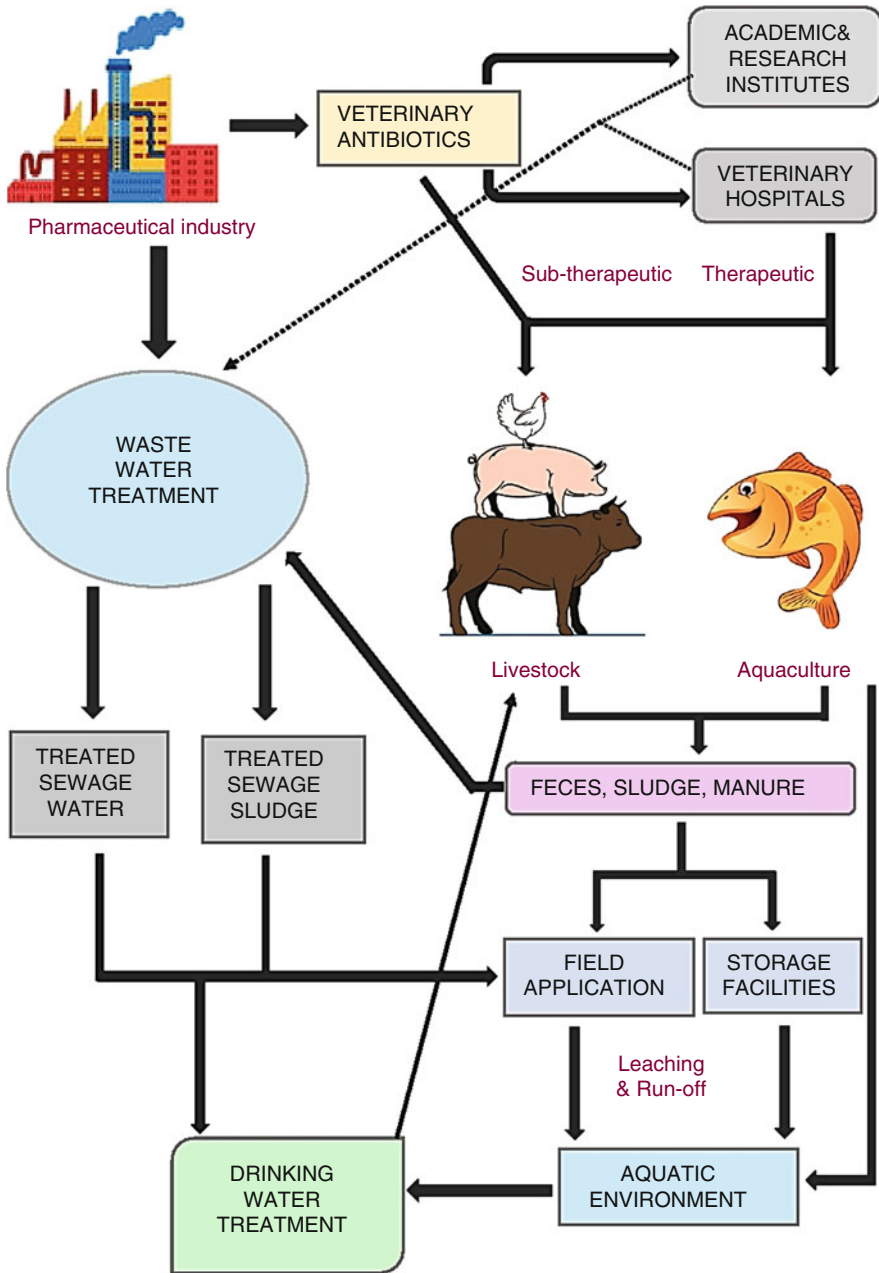 ACADEMIC&
RESEARCH
INSTITUTES
VETERINARY
ANTIBIOTICS
VETERINARY
HOSPITALS
Pharmaceutical industry
Sub-therapeutic
Therapeutic
WASTE
WATER
TREATMENT
Livestock
Aquaculture
TREATED
SEWAGE
WATER
TREATED
SEWAGE
SLUDGE
FECES, SLUDGE, MANURE
FIELD
APPLICATION
STORAGE
FACILITIES
Leaching
& Run-off
DRINKING
WATER
TREATMENT
AQUATIC
ENVIRONMENT